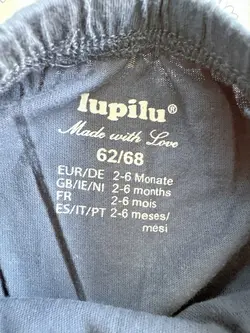 lupilu®
Made with Love
62/68
EUR/DE 2-6 Monate
GB/IE/NI 2-6 months
FR 2-6 mois
ES/IT/PT 2-6 meses/
mesi